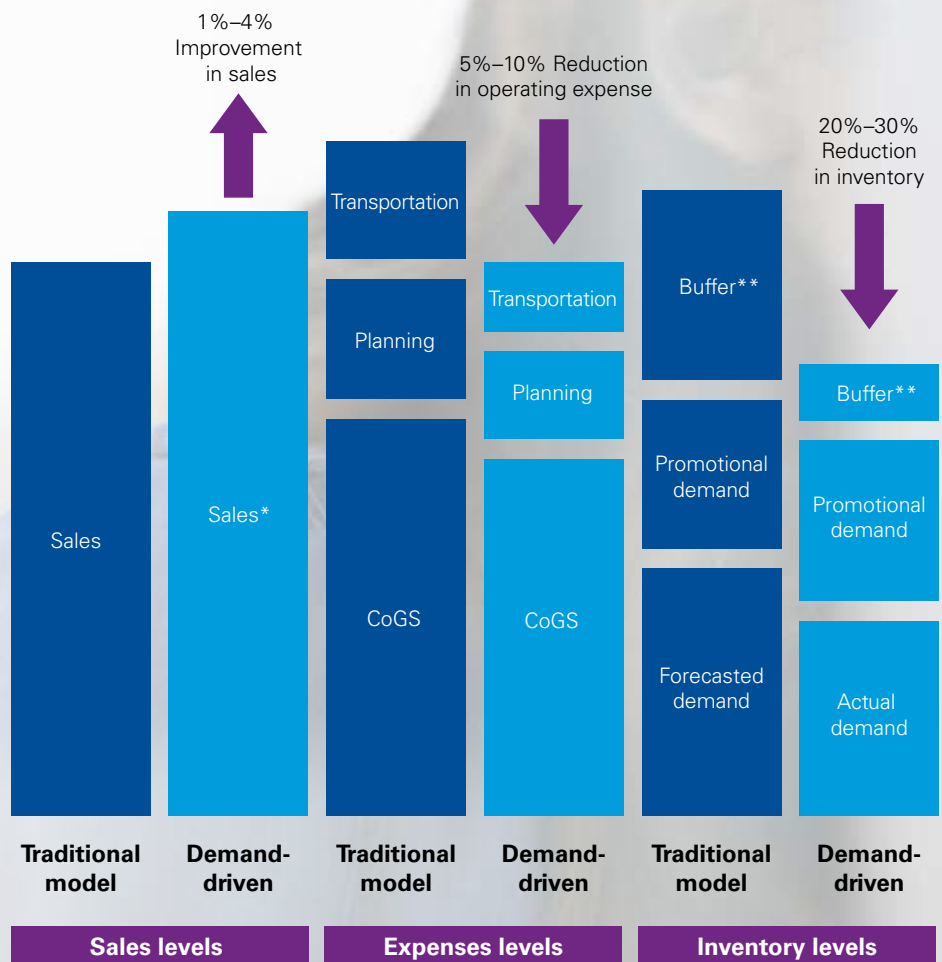 1%–4%
Improvement
in sales
5%–10% Reduction
in operating expense
20%–30%
Reduction
in inventory
Sales
Sales*
Transportation
Planning
CoGS
Transportation
Planning
CoGS
Buffer**
Promotional
demand
Forecasted
demand
Buffer**
Promotional
demand
Actual
demand
Traditional
model
Demand-
driven
Traditional
model
Demand-
driven
Traditional
model
Demand-
driven
Sales levels
Expenses levels
Inventory levels